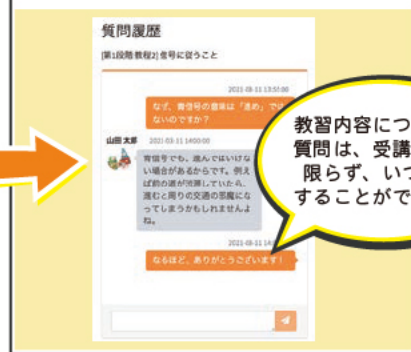 質問履歴
[第1段階 教程2] 信号に従うこと
2021-03-11 13:55:00
なぜ、青信号の意味は「進め」では
ないのですか?
山田 太郎 2021-03-11 14:00:00
青信号でも、進んではいけな
い場合があるからです。例え
ば前の道が渋滞していたら、
進むと周りの交通の邪魔にな
ってしまうかもしれませんよ
ね。
2021-03-11 14
なるほど、ありがとうございます!
教習内容につ
質問は、受講
限らず、いつ
することがで